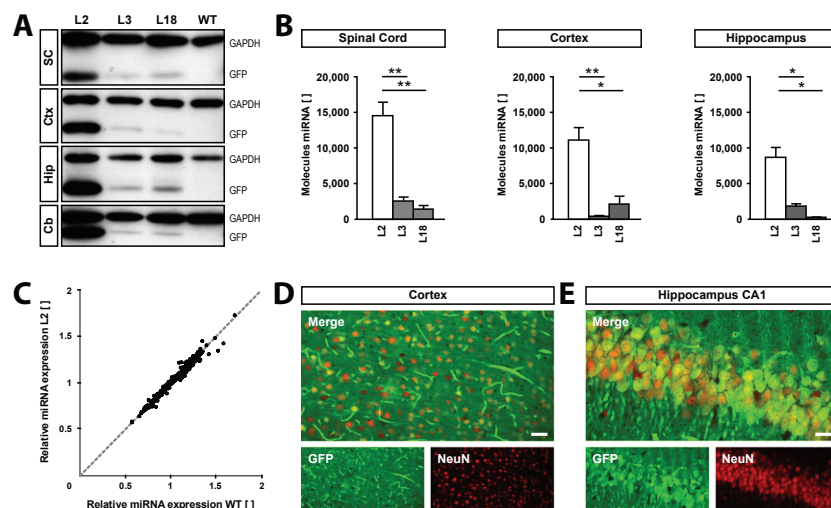 A
L2 L3 L18 WT
SC
GAPDH
GFP
Ctx
GAPDH
GFP
Hip
GAPDH
GFP
Cb
GAPDH
GFP
B
Spinal Cord
Molecules miRNA [ ]
20,000
15,000
10,000
5,000
0
**
**
L2
L3
L18
Cortex
Molecules miRNA [ ]
20,000
15,000
10,000
5,000
0
**
*
L2
L3
L18
Hippocampus
Molecules miRNA [ ]
20,000
15,000
10,000
5,000
0
*
*
L2
L3
L18
C
Relative miRNA expression L2 [ ]
2
1.5
1
0.5
0
0.5 1 1.5 2
Relative miRNA expression WT [ ]
D
Cortex
Merge
GFP
NeuN
E
Hippocampus CA1
Merge
GFP
NeuN